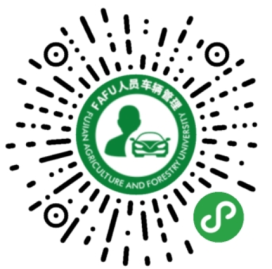 FAFU人员车辆管理
FUJIAN AGRICULTURE AND FORESTRY UNIVERSITY